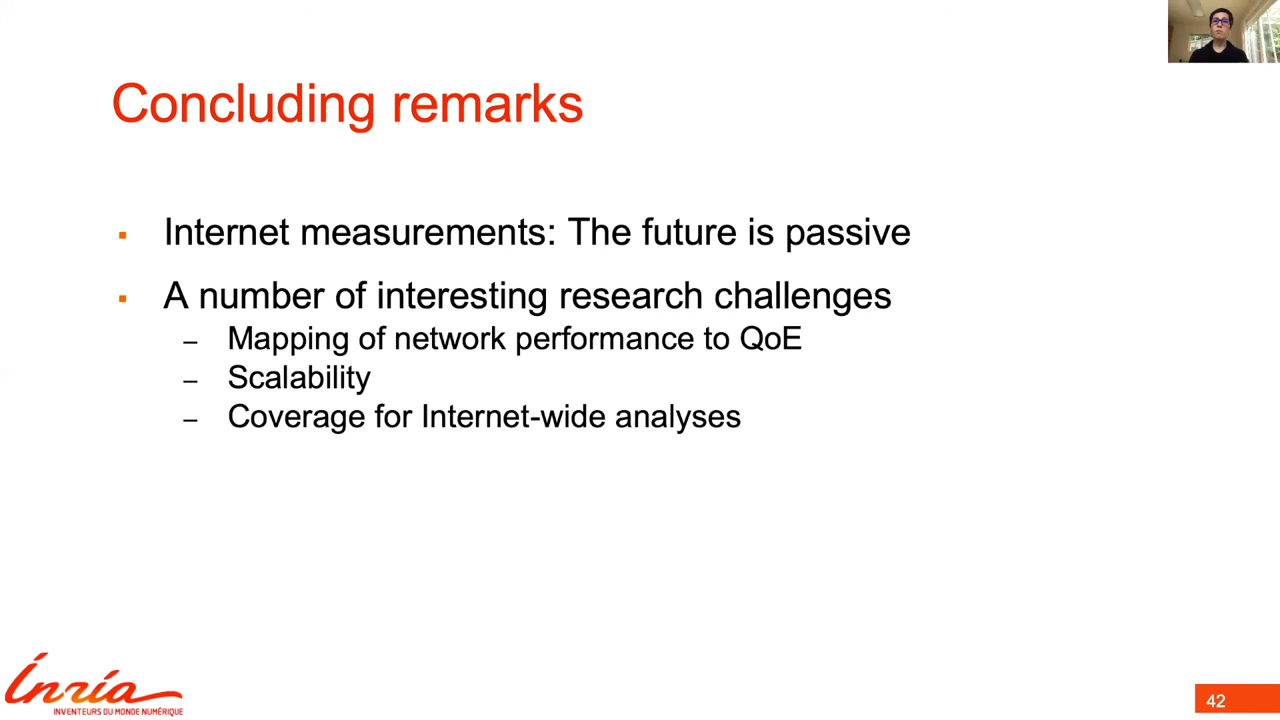 Concluding remarks
▪ Internet measurements: The future is passive
▪ A number of interesting research challenges
– Mapping of network performance to QoE
– Scalability
– Coverage for Internet-wide analyses
Inria
INVENTEURS DU MONDE NUMÉRIQUE
42